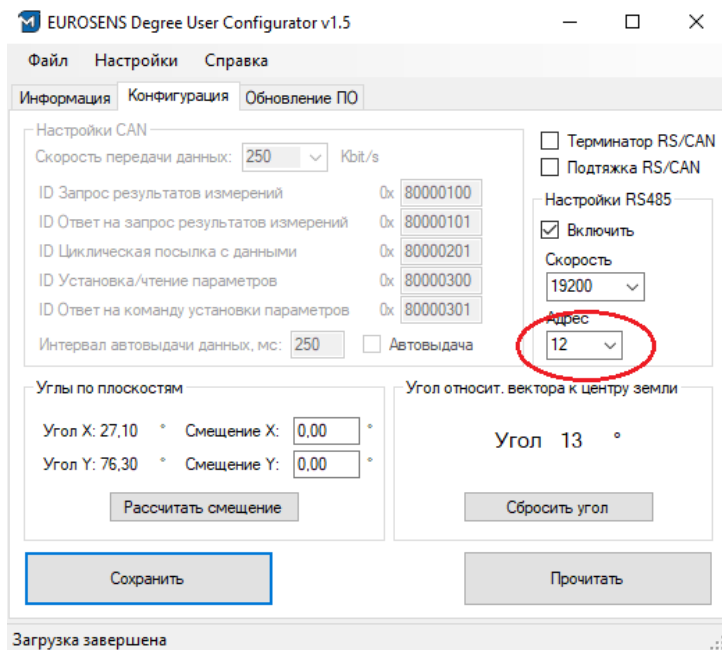 EUROSENS Degree User Configurator v1.5
Файл Настройки Справка
Информация Конфигурация Обновление ПО
Настройки CAN
Скорость передачи данных: 250 Kbit/s
ID Запрос результатов измерений 0x 80000100
ID Ответ на запрос результатов измерений 0x 80000101
ID Циклическая посылка с данными 0x 80000201
ID Установка/чтение параметров 0x 80000300
ID Ответ на команду установки параметров 0x 80000301
Интервал автовыдачи данных, мс: 250 Автовыдача
Терминатор RS/CAN
Подтяжка RS/CAN
Настройки RS485
Включить
Скорость
19200
Адрес
12
Углы по плоскостям
Угол X: 27,10 ° Смещение X: 0,00 °
Угол Y: 76,30 ° Смещение Y: 0,00 °
Рассчитать смещение
Угол относит. вектора к центру земли
Угол 13 °
Сбросить угол
Сохранить
Прочитать
Загрузка завершена